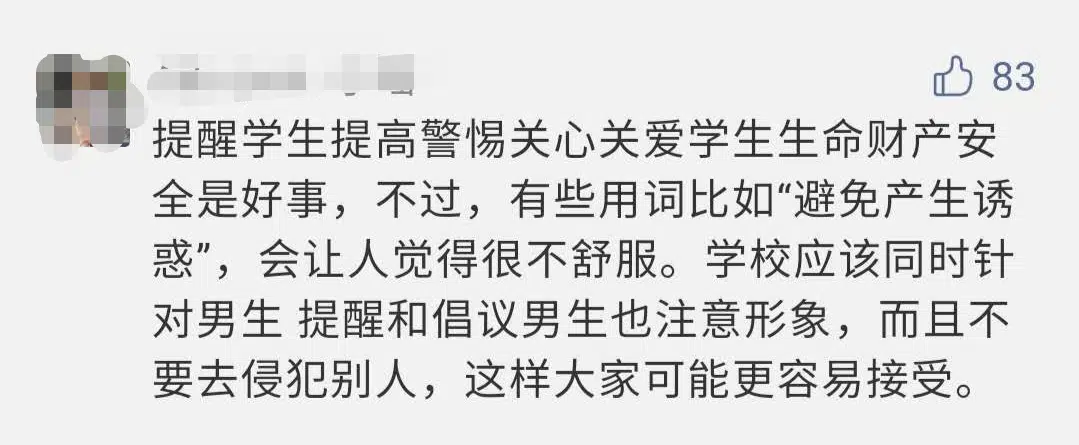 83
提醒学生提高警惕关心关爱学生生命财产安
全是好事，不过，有些用词比如“避免产生诱
惑”，会让人觉得很不舒服。学校应该同时针
对男生 提醒和倡议男生也注意形象，而且不
要去侵犯别人，这样大家可能更容易接受。